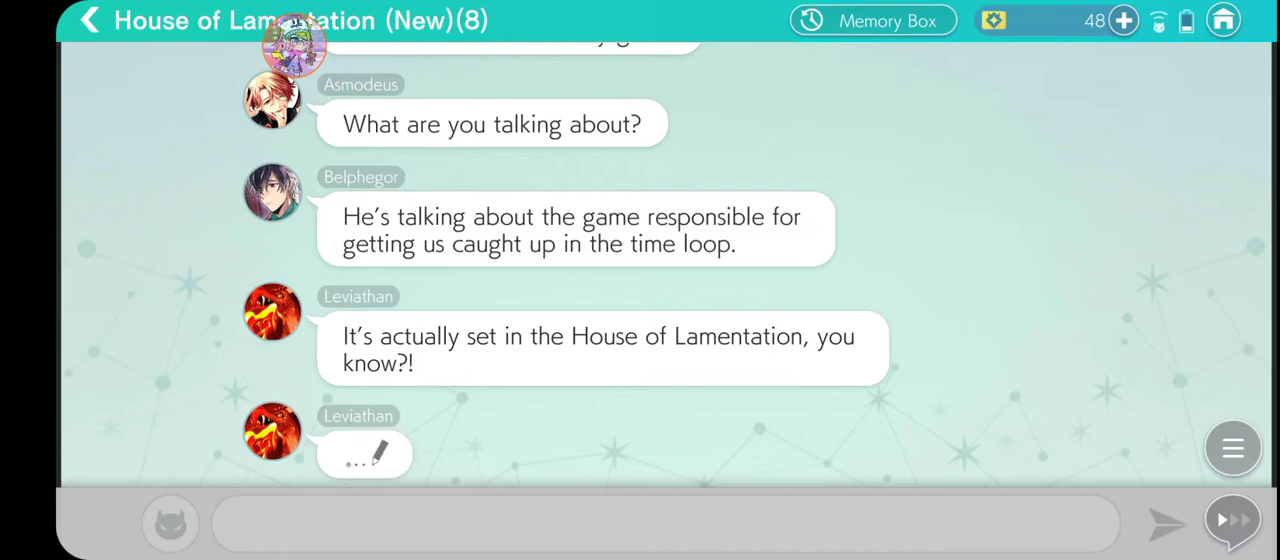 House of Lamentation (New)(8)
Memory Box
48
Asmodeus
What are you talking about?
Belphegor
He's talking about the game responsible for
getting us caught up in the time loop.
Leviathan
It's actually set in the House of Lamentation, you
know?!
Leviathan
...